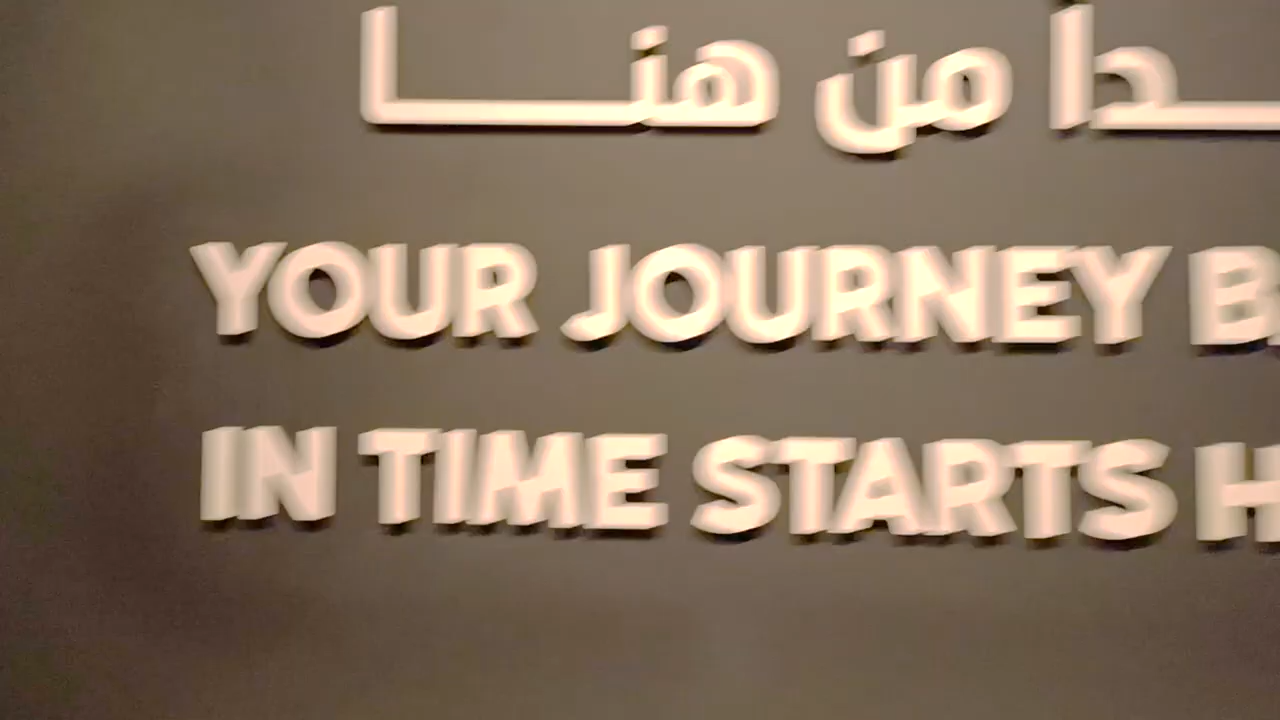 من هنا
YOUR JOURNEY
IN TIME STARTS